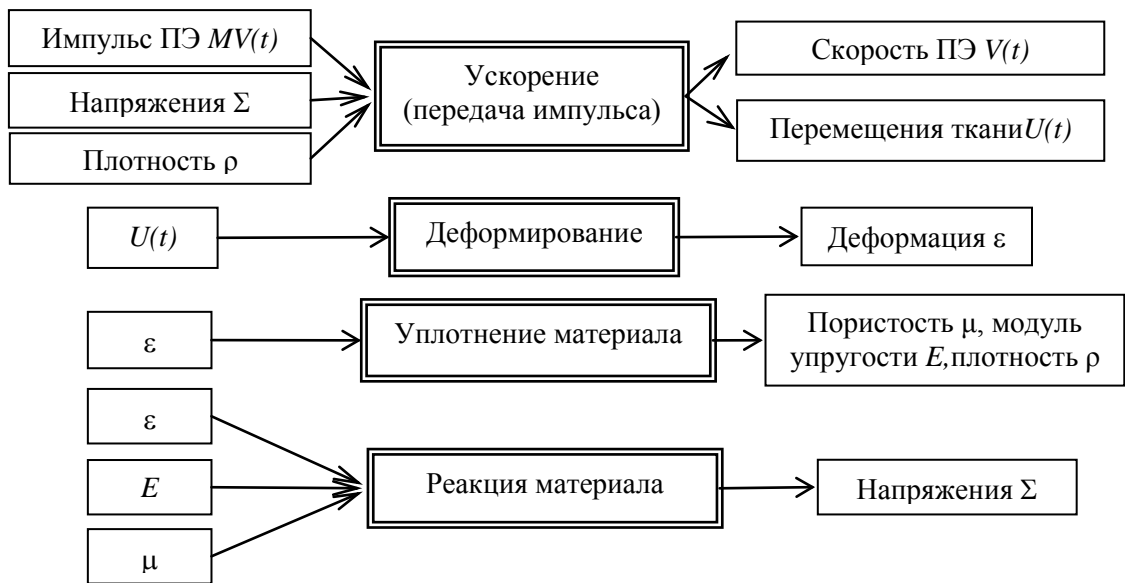 Импульс ПЭ MV(t)
Напряжения Σ
Плотность ρ
Ускорение
(передача импульса)
Скорость ПЭ V(t)
Перемещения тканиU(t)
U(t)
Деформирование
Деформация ε
ε
Уплотнение материала
Пористость μ, модуль
упругости E,плотность ρ
ε
E
μ
Реакция материала
Напряжения Σ